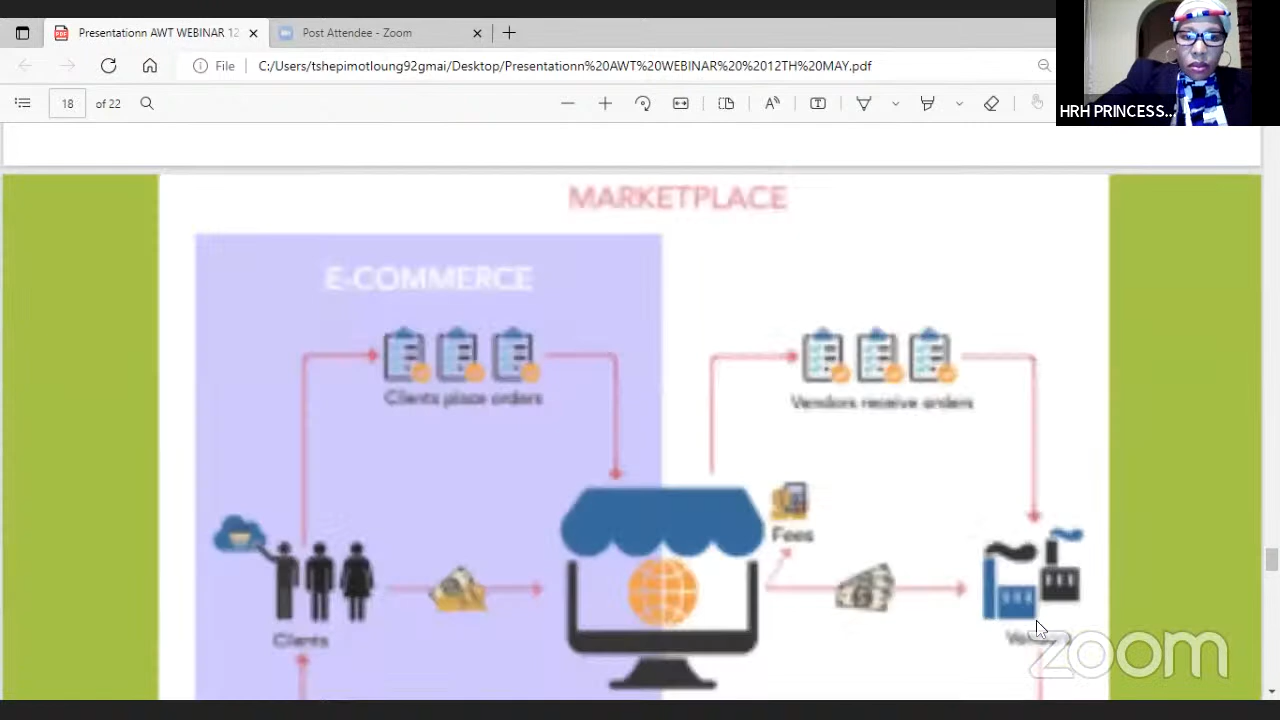 Presentationn AWT WEBINAR 12
Post Attendee - Zoom
File
C:/Users/tshepimotloung92gmai/Desktop/Presentationn%20AWT%20WEBINAR%20%2012TH%20MAY.pdf
18 of 22
HRH PRINCESS...
MARKETPLACE
E-COMMERCE
Clients place orders
Vendors receive orders
Fees
Clients
zoom